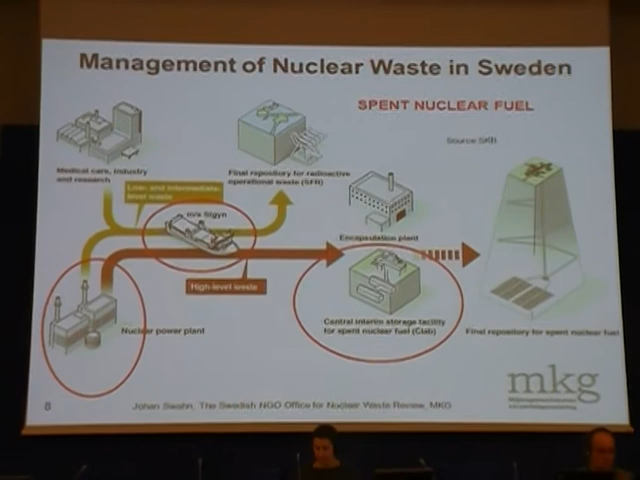 Management of Nuclear Waste in Sweden
SPENT NUCLEAR FUEL
Source: SKB
Medical care, industry
and research
Final repository for radioactive
operational waste (SFR)
Low- and intermediate-
level waste
m/s Sigyn
Encapsulation plant
High-level waste
Nuclear power plant
Central interim storage facility
for spent nuclear fuel (Clab)
Final repository for spent nuclear fuel
mkg
8
Johan Swahn, The Swedish NGO Office for Nuclear Waste Review, MKG